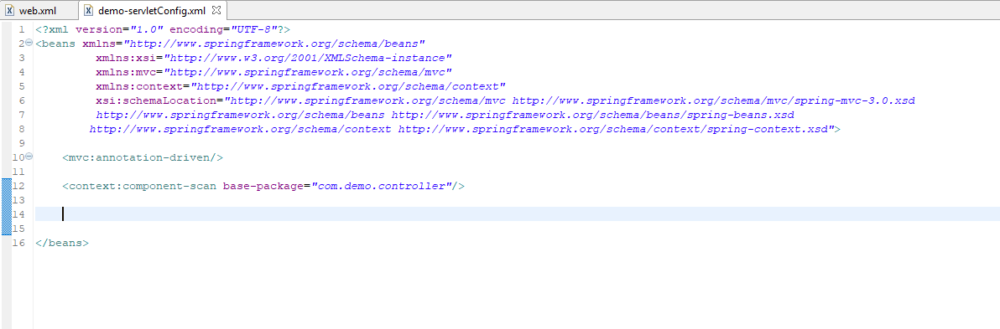 web.xml demo-servletConfig.xml
1 <?xml version="1.0" encoding="UTF-8"?>
2 <beans xmlns="http://www.springframework.org/schema/beans"
3 xmlns:xsi="http://www.w3.org/2001/XMLSchema-instance"
4 xmlns:mvc="http://www.springframework.org/schema/mvc"
5 xmlns:context="http://www.springframework.org/schema/context"
6 xsi:schemaLocation="http://www.springframework.org/schema/mvc http://www.springframework.org/schema/mvc/spring-mvc-3.0.xsd
7 http://www.springframework.org/schema/beans http://www.springframework.org/schema/beans/spring-beans.xsd
8 http://www.springframework.org/schema/context http://www.springframework.org/schema/context/spring-context.xsd">
9
10 <mvc:annotation-driven/>
11
12 <context:component-scan base-package="com.demo.controller"/>
13
14
15
16 </beans>